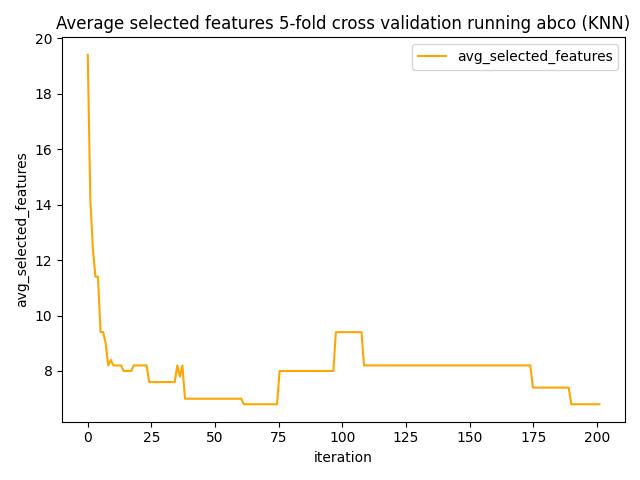 Average selected features 5-fold cross validation running abco (KNN)
avg_selected_features
avg_selected_features
20
18
16
14
12
10
8
0 25 50 75 100 125 150 175 200
iteration